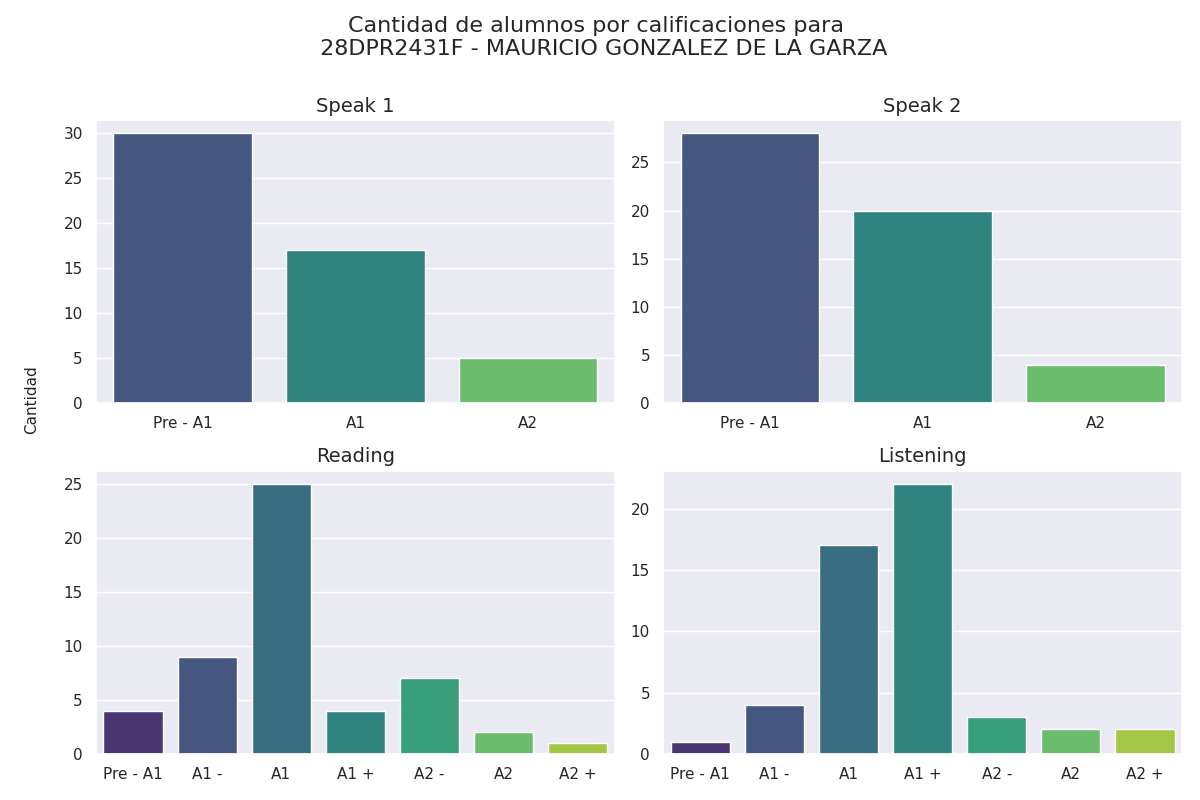 Cantidad de alumnos por calificaciones para
28DPR2431F - MAURICIO GONZALEZ DE LA GARZA
Speak 1
30
25
20
15
10
5
0
Pre - A1 A1 A2
Speak 2
25
20
15
10
5
0
Pre - A1 A1 A2
Cantidad
Reading
25
20
15
10
5
0
Pre - A1 A1 - A1 A1 + A2 - A2 A2 +
Listening
20
15
10
5
0
Pre - A1 A1 - A1 A1 + A2 - A2 A2 +